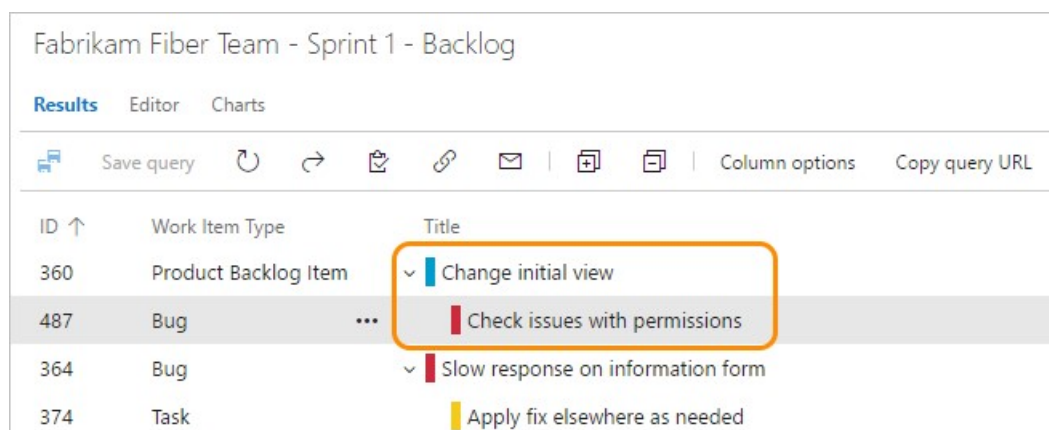 Fabrikam Fiber Team - Sprint 1 - Backlog
Results Editor Charts
Save query Column options Copy query URL
ID ↑ Work Item Type Title
360 Product Backlog Item Change initial view
487 Bug ••• Check issues with permissions
364 Bug Slow response on information form
374 Task Apply fix elsewhere as needed